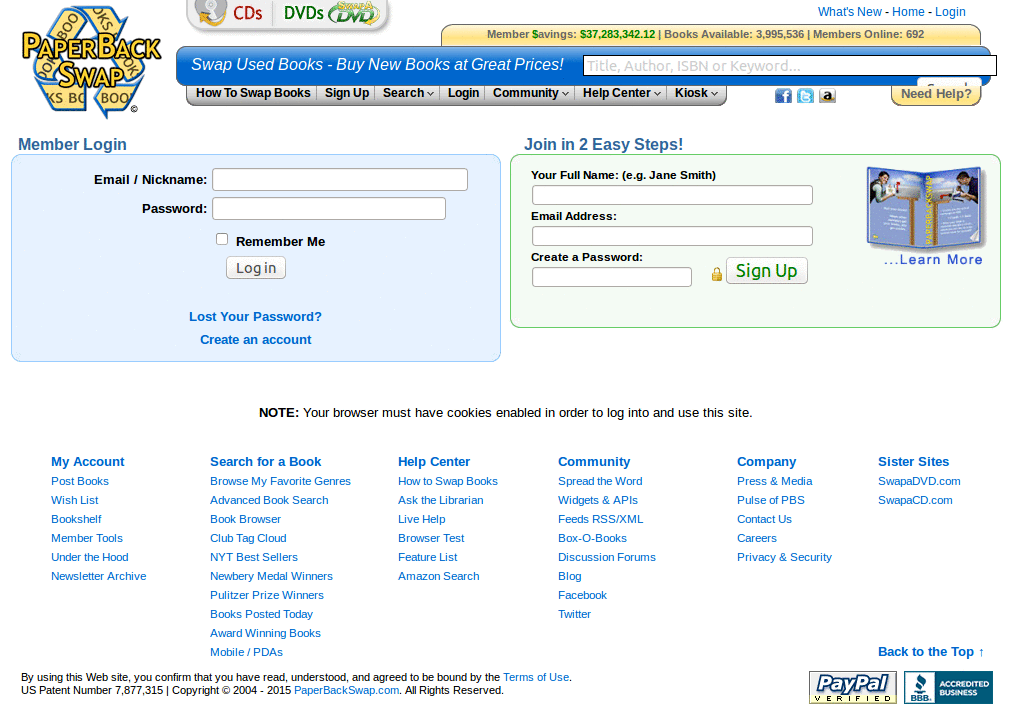 CDs DVDs
What's New - Home - Login
Member $avings: $37,283,342.12 | Books Available: 3,995,536 | Members Online: 692
PAPERBACK SWAP
Swap Used Books - Buy New Books at Great Prices! Title, Author, ISBN or Keyword...
How To Swap Books Sign Up Search Login Community Help Center Kiosk
Need Help?
Member Login
Email / Nickname:
Password:
Remember Me
Log in
Lost Your Password?
Create an account
Join in 2 Easy Steps!
Your Full Name: (e.g. Jane Smith)
Email Address:
Create a Password:
Sign Up
...Learn More
NOTE: Your browser must have cookies enabled in order to log into and use this site.
My Account
Post Books
Wish List
Bookshelf
Member Tools
Under the Hood
Newsletter Archive
Search for a Book
Browse My Favorite Genres
Advanced Book Search
Book Browser
Club Tag Cloud
NYT Best Sellers
Newbery Medal Winners
Pulitzer Prize Winners
Books Posted Today
Award Winning Books
Mobile / PDAs
Help Center
How to Swap Books
Ask the Librarian
Live Help
Browser Test
Feature List
Amazon Search
Community
Spread the Word
Widgets & APIs
Feeds RSS/XML
Box-O-Books
Discussion Forums
Blog
Facebook
Twitter
Company
Press & Media
Pulse of PBS
Contact Us
Careers
Privacy & Security
Sister Sites
SwapaDVD.com
SwapaCD.com
Back to the Top ↑
By using this Web site, you confirm that you have read, understood, and agreed to be bound by the Terms of Use.
US Patent Number 7,877,315 | Copyright © 2004 - 2015 PaperBackSwap.com. All Rights Reserved.
PayPal
VERIFIED
BBB.
ACCREDITED
BUSINESS